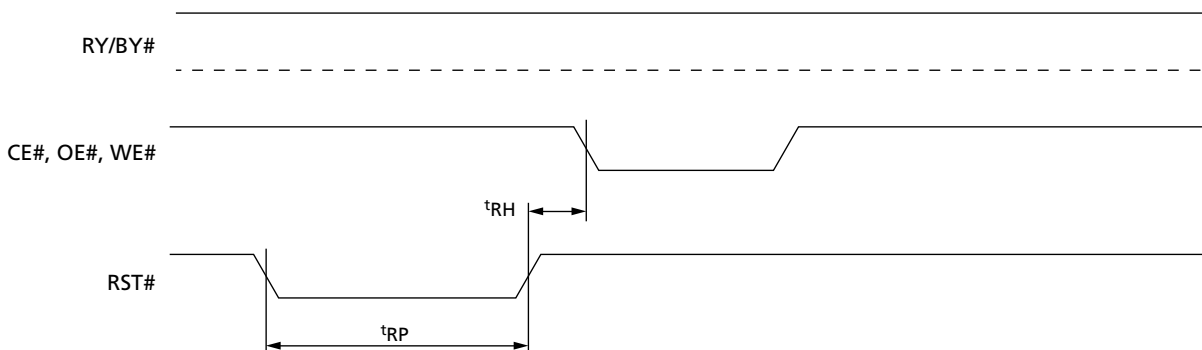 RY/BY#
CE#, OE#, WE#
tRH
RST#
tRP